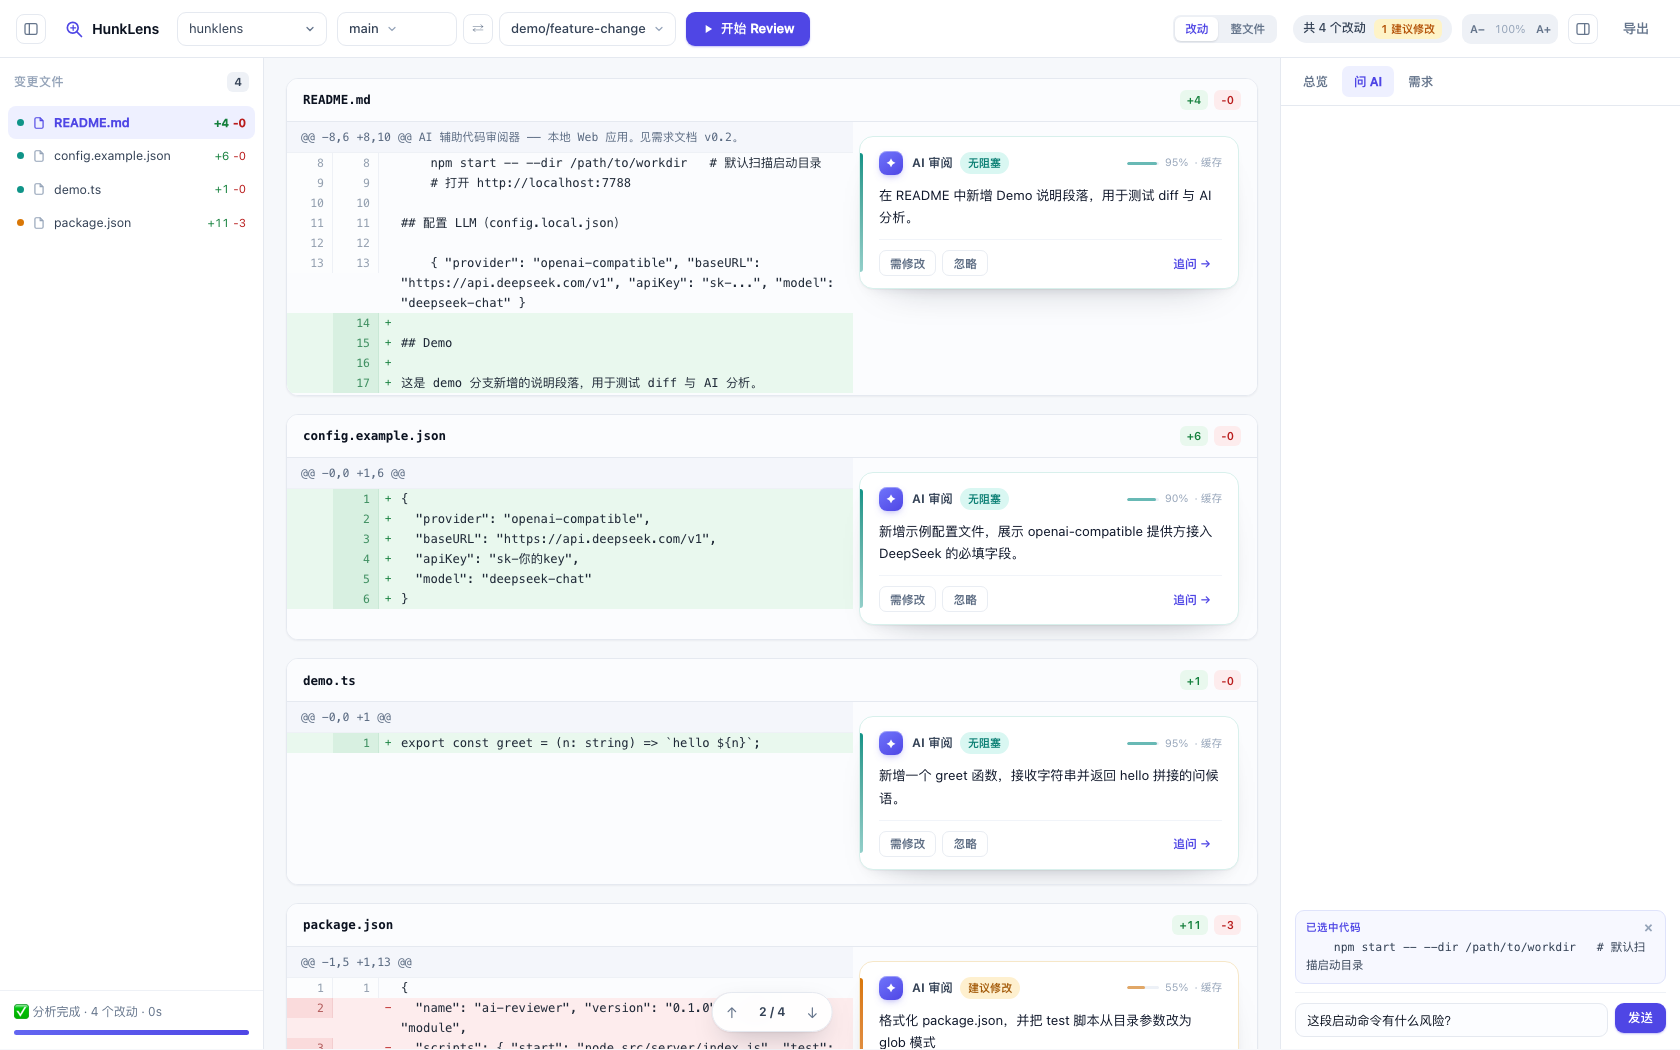 HunkLens
hunklens
main
demo/feature-change
开始 Review
改动
整文件
共 4 个改动
1 建议修改
A−
100%
A+
导出
变更文件
4
README.md
+4 -0
config.example.json
+6 -0
demo.ts
+1 -0
package.json
+11 -3
分析完成 · 4 个改动 · 0s
README.md
+4
-0
@@ -8,6 +8,10 @@ AI 辅助代码审阅器 —— 本地 Web 应用。见需求文档 v0.2。
8 8 npm start -- --dir /path/to/workdir # 默认扫描启动目录
9 9 # 打开 http://localhost:7788
10 10
11 11 ## 配置 LLM（config.local.json）
12 12
13 13 { "provider": "openai-compatible", "baseURL":
"https://api.deepseek.com/v1", "apiKey": "sk-...", "model":
"deepseek-chat" }
14 +
15 + ## Demo
16 +
17 + 这是 demo 分支新增的说明段落，用于测试 diff 与 AI 分析。
AI 审阅
无阻塞
95% · 缓存
在 README 中新增 Demo 说明段落，用于测试 diff 与 AI
分析。
需修改
忽略
追问 →
config.example.json
+6
-0
@@ -0,0 +1,6 @@
1 + {
2 + "provider": "openai-compatible",
3 + "baseURL": "https://api.deepseek.com/v1",
4 + "apiKey": "sk-你的key",
5 + "model": "deepseek-chat"
6 + }
AI 审阅
无阻塞
90% · 缓存
新增示例配置文件，展示 openai-compatible 提供方接入
DeepSeek 的必填字段。
需修改
忽略
追问 →
demo.ts
+1
-0
@@ -0,0 +1 @@
1 + export const greet = (n: string) => `hello ${n}`;
AI 审阅
无阻塞
95% · 缓存
新增一个 greet 函数，接收字符串并返回 hello 拼接的问候
语。
需修改
忽略
追问 →
package.json
+11
-3
@@ -1,5 +1,13 @@
1 1 {
2 − "name": "ai-reviewer", "version": "0.1.0"
"module",
3 − "scripts": { "start": "node src/server/index.js", "test":
2 / 4
AI 审阅
建议修改
55% · 缓存
格式化 package.json，并把 test 脚本从目录参数改为
glob 模式
总览
问 AI
需求
已选中代码
npm start -- --dir /path/to/workdir # 默认扫
描启动目录
这段启动命令有什么风险?
发送